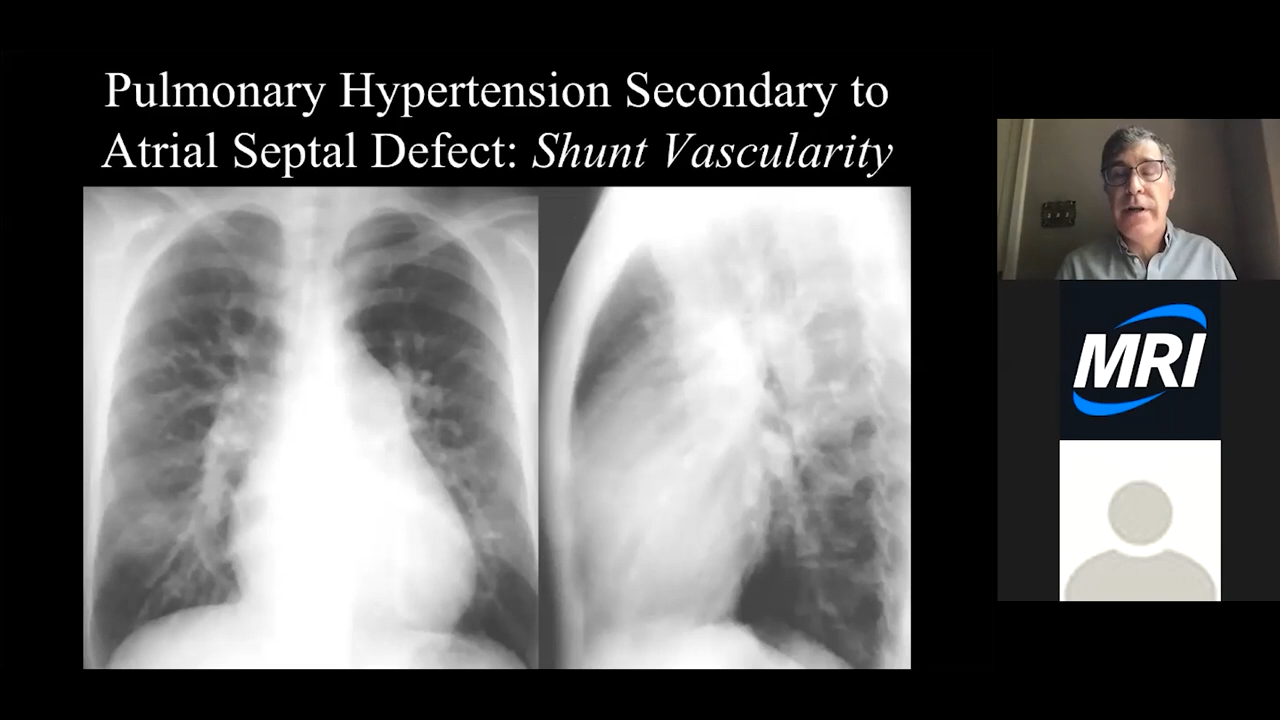 Pulmonary Hypertension Secondary to
Atrial Septal Defect: Shunt Vascularity
MRI